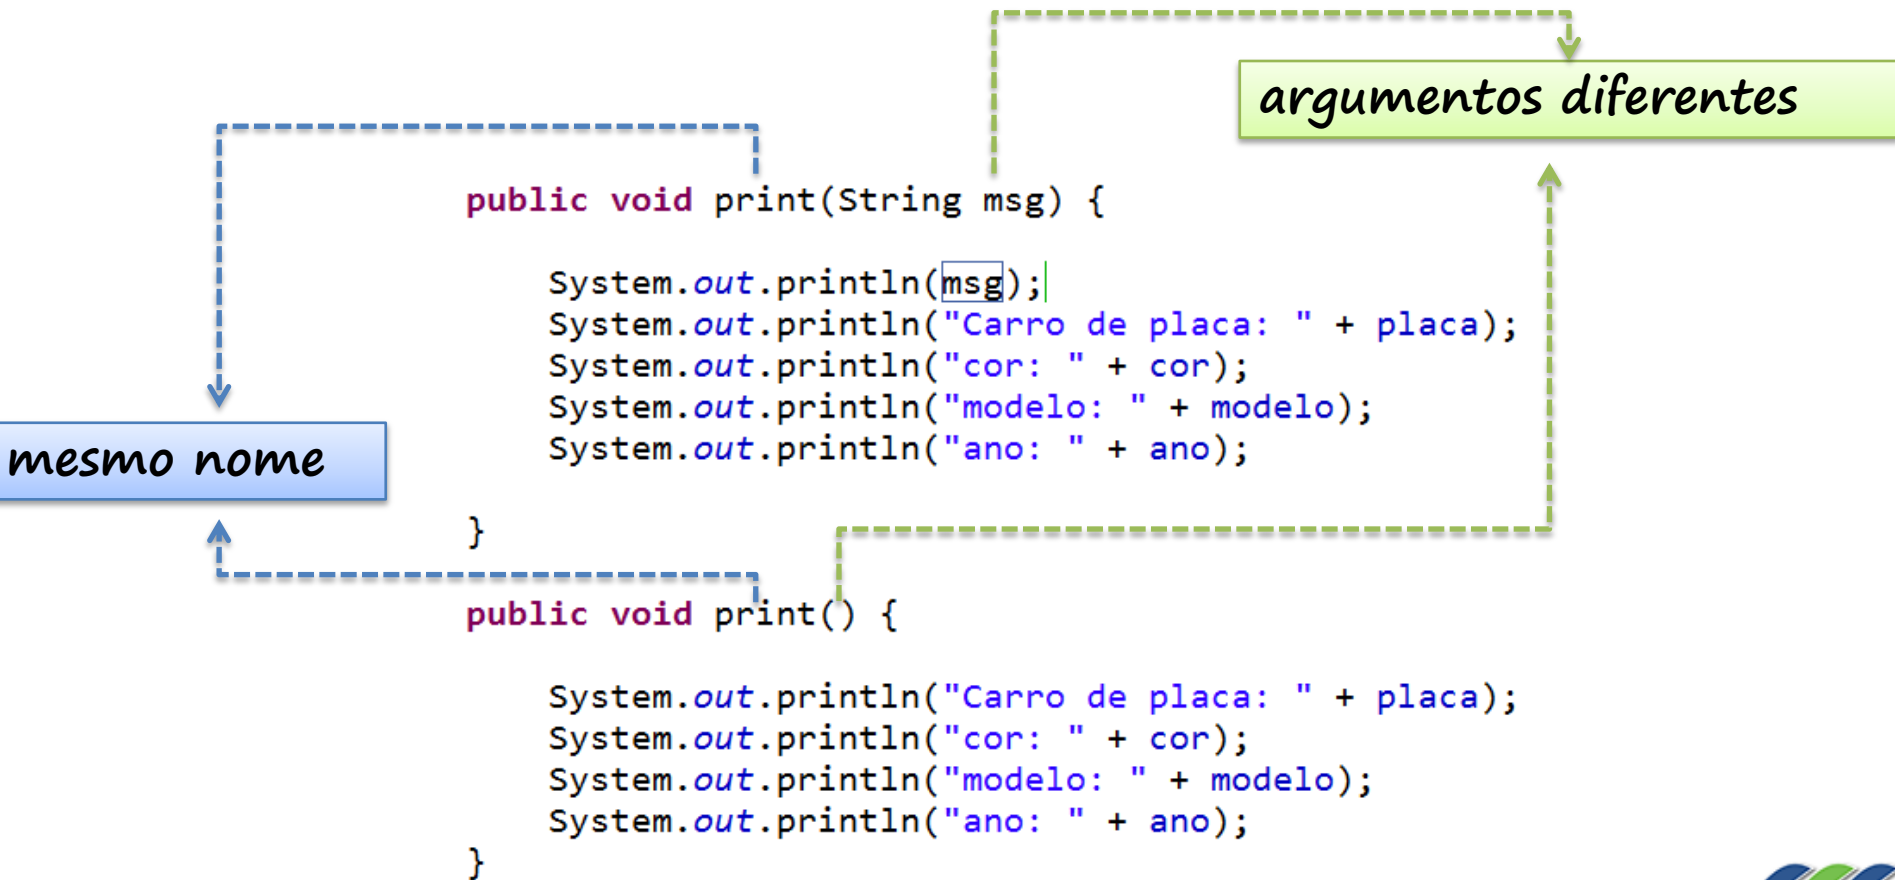 argumentos diferentes
public void print(String msg) {
System.out.println(msg);
System.out.println("Carro de placa: " + placa);
System.out.println("cor: " + cor);
System.out.println("modelo: " + modelo);
System.out.println("ano: " + ano);
mesmo nome
}
public void print() {
System.out.println("Carro de placa: " + placa);
System.out.println("cor: " + cor);
System.out.println("modelo: " + modelo);
System.out.println("ano: " + ano);
}